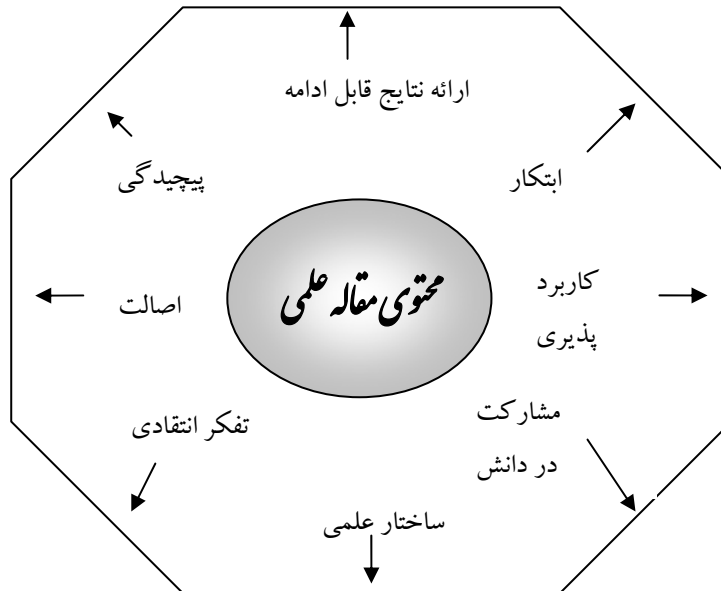 ارائه نتایج قابل ادامه
ابتکار
پیچیدگی
کاربرد
پذیری
محتوی مقاله علمی
اصالت
مشارکت
در دانش
تفکر انتقادی
ساختار علمی